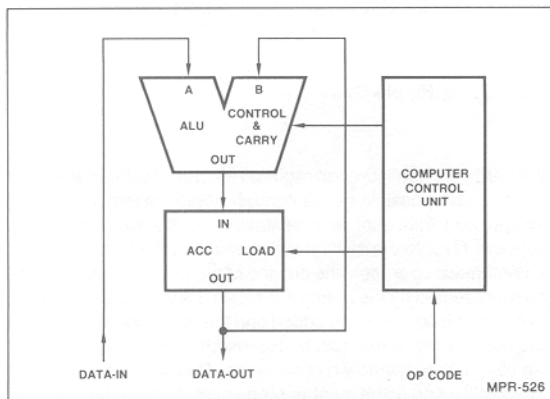 A
B
ALU
CONTROL
& CARRY
OUT
IN
ACC
LOAD
OUT
COMPUTER
CONTROL
UNIT
DATA-IN
DATA-OUT
OP CODE
MPR-526